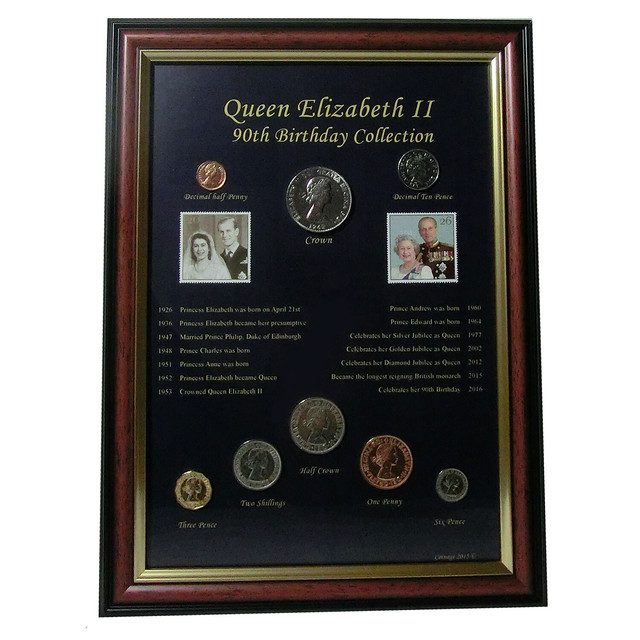 Queen Elizabeth II
90th Birthday Collection
Decimal half Penny
Crown
Decimal Ten Pence
26
1926 Princess Elizabeth was born on April 21st
1936 Princess Elizabeth became heir presumptive
1947 Married Prince Philip, Duke of Edinburgh
1948 Prince Charles was born
1951 Princess Anne was born
1952 Princess Elizabeth became Queen
1953 Crowned Queen Elizabeth II
Prince Andrew was born 1960
Prince Edward was born 1964
Celebrates her Silver Jubilee as Queen 1977
Celebrates her Golden Jubilee as Queen 2002
Celebrates her Diamond Jubilee as Queen 2012
Became the longest reigning British monarch 2015
Celebrates her 90th Birthday 2016
Half Crown
Two Shillings
One Penny
Three Pence
Six Pence
Coinage 2015 ©